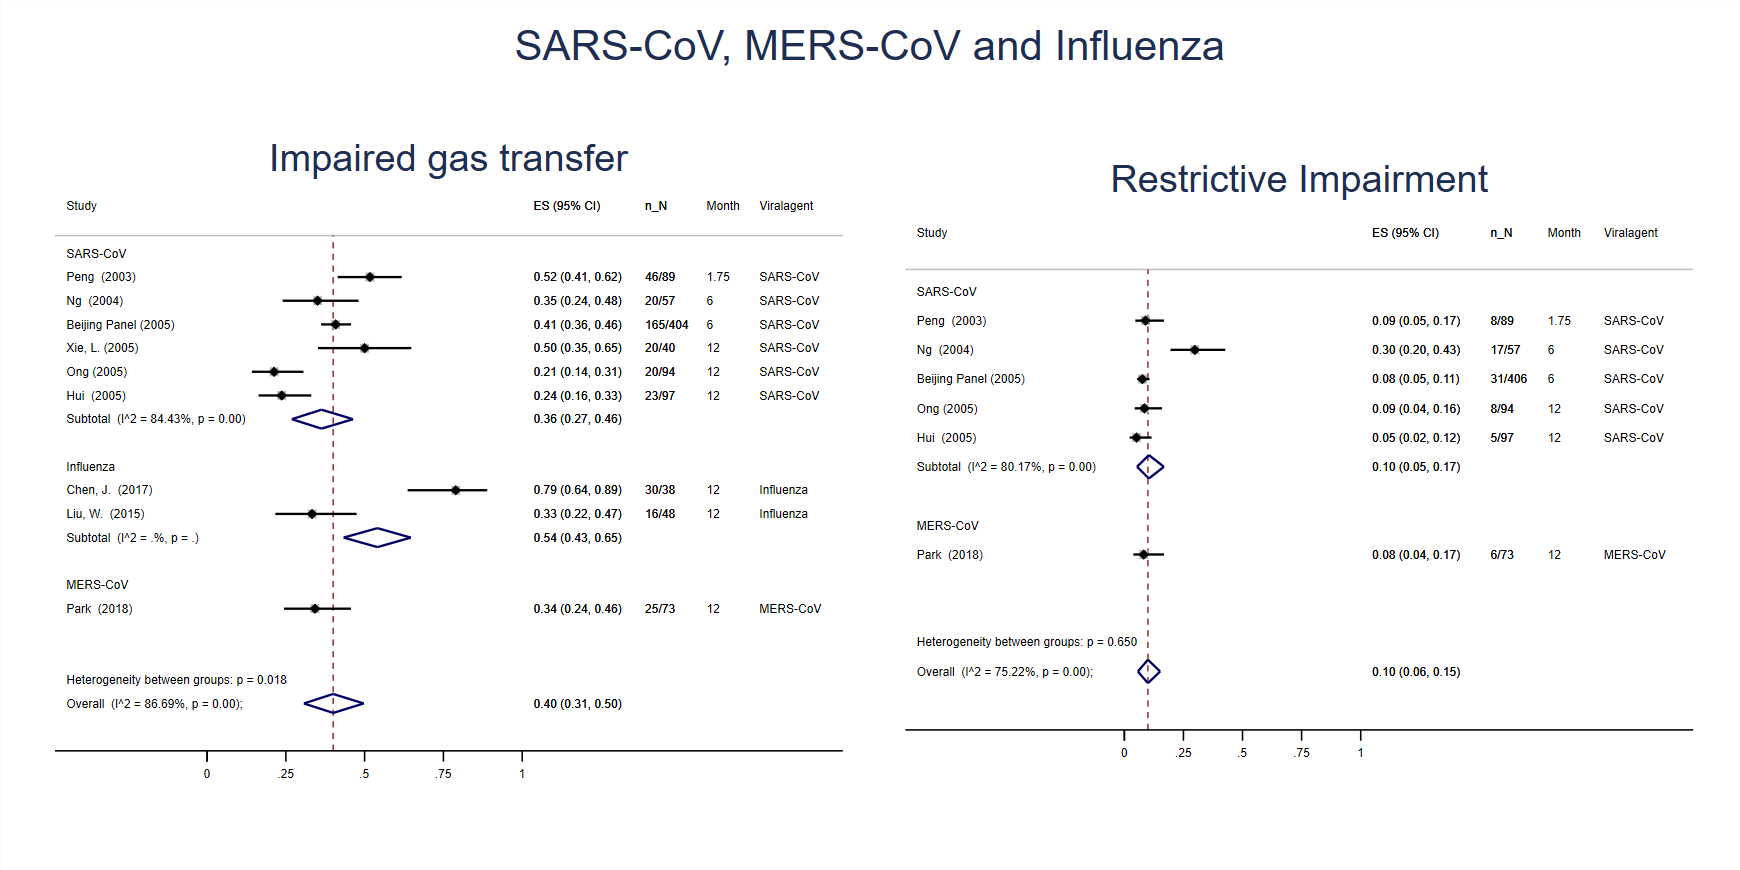 SARS-CoV, MERS-CoV and Influenza
Impaired gas transfer
Study ES (95% CI) n_N Month Viralagent
SARS-CoV
Peng (2003) 0.52 (0.41, 0.62) 46/89 1.75 SARS-CoV
Ng (2004) 0.35 (0.24, 0.48) 20/57 6 SARS-CoV
Beijing Panel (2005) 0.41 (0.36, 0.46) 165/404 6 SARS-CoV
Xie, L. (2005) 0.50 (0.35, 0.65) 20/40 12 SARS-CoV
Ong (2005) 0.21 (0.14, 0.31) 20/94 12 SARS-CoV
Hui (2005) 0.24 (0.16, 0.33) 23/97 12 SARS-CoV
Subtotal (I^2 = 84.43%, p = 0.00) 0.36 (0.27, 0.46)
Influenza
Chen, J. (2017) 0.79 (0.64, 0.89) 30/38 12 Influenza
Liu, W. (2015) 0.33 (0.22, 0.47) 16/48 12 Influenza
Subtotal (I^2 = .%, p = .) 0.54 (0.43, 0.65)
MERS-CoV
Park (2018) 0.34 (0.24, 0.46) 25/73 12 MERS-CoV
Heterogeneity between groups: p = 0.018
Overall (I^2 = 86.69%, p = 0.00); 0.40 (0.31, 0.50)
0 .25 .5 .75 1
Restrictive Impairment
Study ES (95% CI) n_N Month Viralagent
SARS-CoV
Peng (2003) 0.09 (0.05, 0.17) 8/89 1.75 SARS-CoV
Ng (2004) 0.30 (0.20, 0.43) 17/57 6 SARS-CoV
Beijing Panel (2005) 0.08 (0.05, 0.11) 31/406 6 SARS-CoV
Ong (2005) 0.09 (0.04, 0.16) 8/94 12 SARS-CoV
Hui (2005) 0.05 (0.02, 0.12) 5/97 12 SARS-CoV
Subtotal (I^2 = 80.17%, p = 0.00) 0.10 (0.05, 0.17)
MERS-CoV
Park (2018) 0.08 (0.04, 0.17) 6/73 12 MERS-CoV
Heterogeneity between groups: p = 0.650
Overall (I^2 = 75.22%, p = 0.00); 0.10 (0.06, 0.15)
0 .25 .5 .75 1